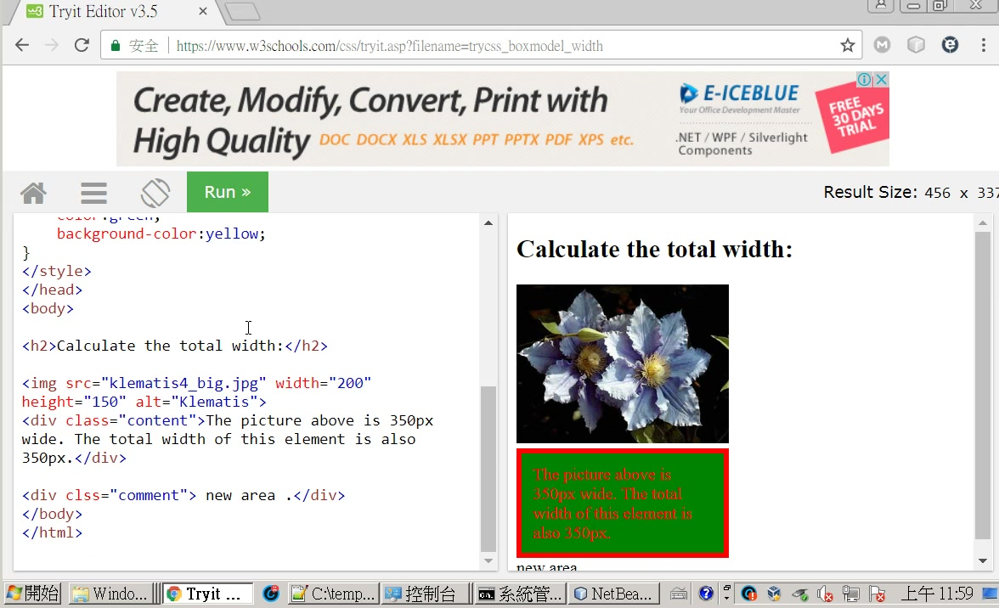 Tryit Editor v3.5
安全 https://www.w3schools.com/css/tryit.asp?filename=trycss_boxmodel_width
Create, Modify, Convert, Print with
High Quality DOC DOCX XLS XLSX PPT PPTX PDF XPS etc.
E-ICEBLUE
Your Office Development Master
.NET / WPF / Silverlight
Components
FREE
30 DAYS
TRIAL
Run »
Result Size: 456 x 337
color:green;
background-color:yellow;
}
</style>
</head>
<body>
<h2>Calculate the total width:</h2>
<img src="klematis4_big.jpg" width="200"
height="150" alt="Klematis">
<div class="content">The picture above is 350px
wide. The total width of this element is also
350px.</div>
<div clss="comment"> new area .</div>
</body>
</html>
Calculate the total width:
The picture above is
350px wide. The total
width of this element is
also 350px.
new area
開始
Windo...
Tryit ...
C:\temp...
控制台
系統管...
NetBea...
上午 11:59